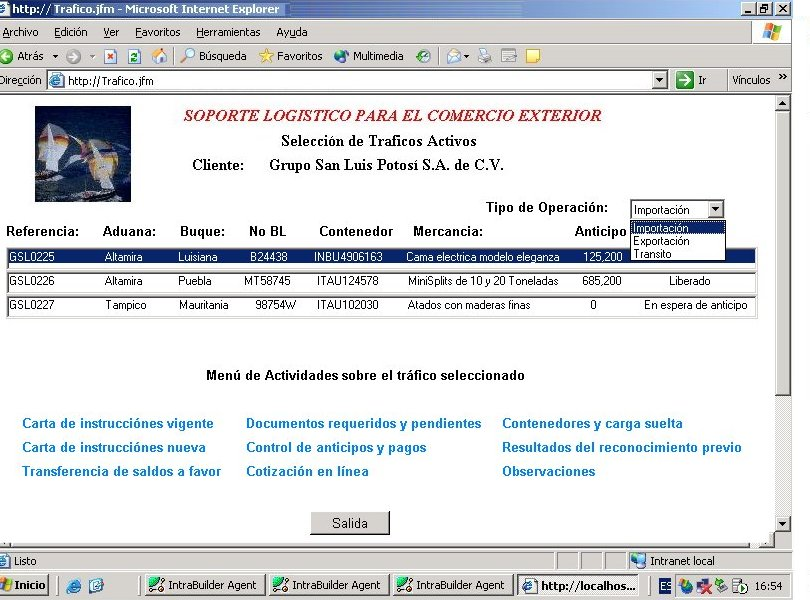 http://Trafico.jfm - Microsoft Internet Explorer
Archivo Edición Ver Favoritos Herramientas Ayuda
Atrás Búsqueda Favoritos Multimedia
Dirección http://Trafico.jfm Ir Vínculos »
SOPORTE LOGISTICO PARA EL COMERCIO EXTERIOR
Selección de Traficos Activos
Cliente: Grupo San Luis Potosí S.A. de C.V.
Tipo de Operación: Importación
Importación
Exportación
Transito
Referencia: Aduana: Buque: No BL Contenedor Mercancia: Anticipo
GSL0225 Altamira Luisiana B24438 INBU4906163 Cama electrica modelo eleganza 125,200
GSL0226 Altamira Puebla MT58745 ITAU124578 MiniSplits de 10 y 20 Toneladas 685,200 Liberado
GSL0227 Tampico Mauritania 98754W ITAU102030 Atados con maderas finas 0 En espera de anticipo
Menú de Actividades sobre el tráfico seleccionado
Carta de instrucciónes vigente Documentos requeridos y pendientes Contenedores y carga suelta
Carta de instrucciónes nueva Control de anticipos y pagos Resultados del reconocimiento previo
Transferencia de saldos a favor Cotización en línea Observaciones
Salida
Listo Intranet local
Inicio IntraBuilder Agent IntraBuilder Agent IntraBuilder Agent http://localhos... ES 16:54